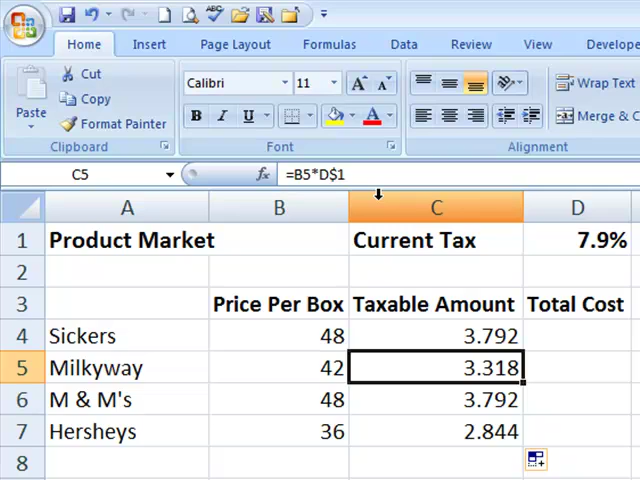 Home Insert Page Layout Formulas Data Review View Develope
Paste Cut Copy Format Painter
Calibri 11 A A Wrap Text
B I U A Merge & C
Clipboard Font Alignment
C5 fx =B5*D$1
A B C D
1 Product Market Current Tax 7.9%
2
3 Price Per Box Taxable Amount Total Cost
4 Sickers 48 3.792
5 Milkyway 42 3.318
6 M & M's 48 3.792
7 Hersheys 36 2.844
8